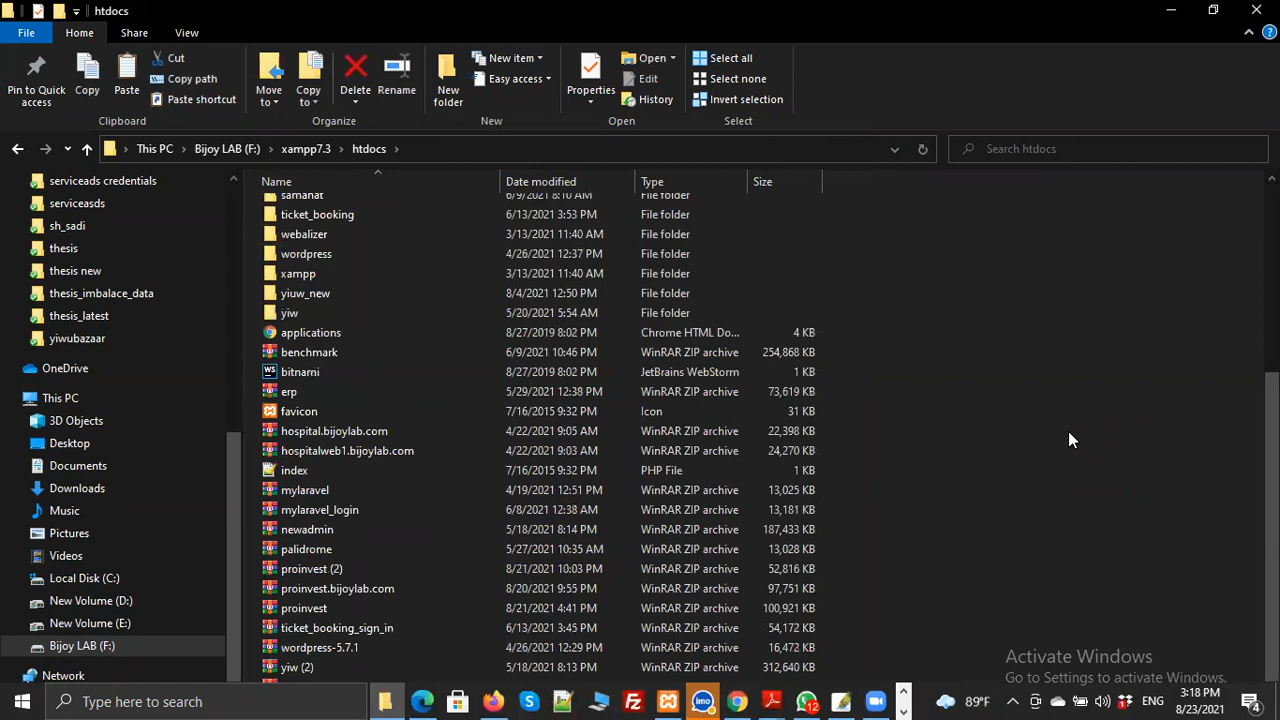 htdocs
File Home Share View
Pin to Quick access
Copy
Paste
Cut
Copy path
Paste shortcut
Move to
Copy to
Delete
Rename
New folder
New item
Easy access
Properties
Open
Edit
History
Select all
Select none
Invert selection
Clipboard Organize New Open Select
This PC Bijoy LAB (F:) xampp7.3 htdocs
Search htdocs
Name Date modified Type Size
serviceads credentials
serviceasds
sh_sadi
thesis
thesis new
thesis_imbalace_data
thesis_latest
yiwubazaar
OneDrive
This PC
3D Objects
Desktop
Documents
Downloads
Music
Pictures
Videos
Local Disk (C:)
New Volume (D:)
New Volume (E:)
Bijoy LAB (F:)
Network
samanat 6/9/2021 8:10 AM File folder
ticket_booking 6/13/2021 3:53 PM File folder
webalizer 3/13/2021 11:40 AM File folder
wordpress 4/26/2021 12:37 PM File folder
xampp 3/13/2021 11:40 AM File folder
yiuw_new 8/4/2021 12:50 PM File folder
yiw 5/20/2021 5:54 AM File folder
applications 8/27/2019 8:02 PM Chrome HTML Do... 4 KB
benchmark 6/9/2021 10:46 PM WinRAR ZIP archive 254,868 KB
bitnami 8/27/2019 8:02 PM JetBrains WebStorm 1 KB
erp 5/29/2021 12:38 PM WinRAR ZIP archive 73,619 KB
favicon 7/16/2015 9:32 PM Icon 31 KB
hospital.bijoylab.com 4/22/2021 9:05 AM WinRAR ZIP archive 22,398 KB
hospitalweb1.bijoylab.com 4/22/2021 9:03 AM WinRAR ZIP archive 24,270 KB
index 7/16/2015 9:32 PM PHP File 1 KB
mylaravel 4/19/2021 12:51 PM WinRAR ZIP archive 13,025 KB
mylaravel_login 6/8/2021 12:38 AM WinRAR ZIP archive 13,181 KB
newadmin 5/18/2021 8:14 PM WinRAR ZIP archive 187,433 KB
palidrome 5/27/2021 10:35 AM WinRAR ZIP archive 13,028 KB
proinvest (2) 8/21/2021 10:03 PM WinRAR ZIP archive 52,816 KB
proinvest.bijoylab.com 8/20/2021 9:55 PM WinRAR ZIP archive 97,751 KB
proinvest 8/21/2021 4:41 PM WinRAR ZIP archive 100,921 KB
ticket_booking_sign_in 6/13/2021 3:45 PM WinRAR ZIP archive 54,172 KB
wordpress-5.7.1 4/26/2021 12:29 PM WinRAR ZIP archive 16,472 KB
yiw (2) 5/18/2021 8:13 PM WinRAR ZIP archive 312,640 KB
Activate Windows
Go to Settings to activate Windows.
Type here to search
imo
12
89°F
ENG
3:18 PM
8/23/2021
4